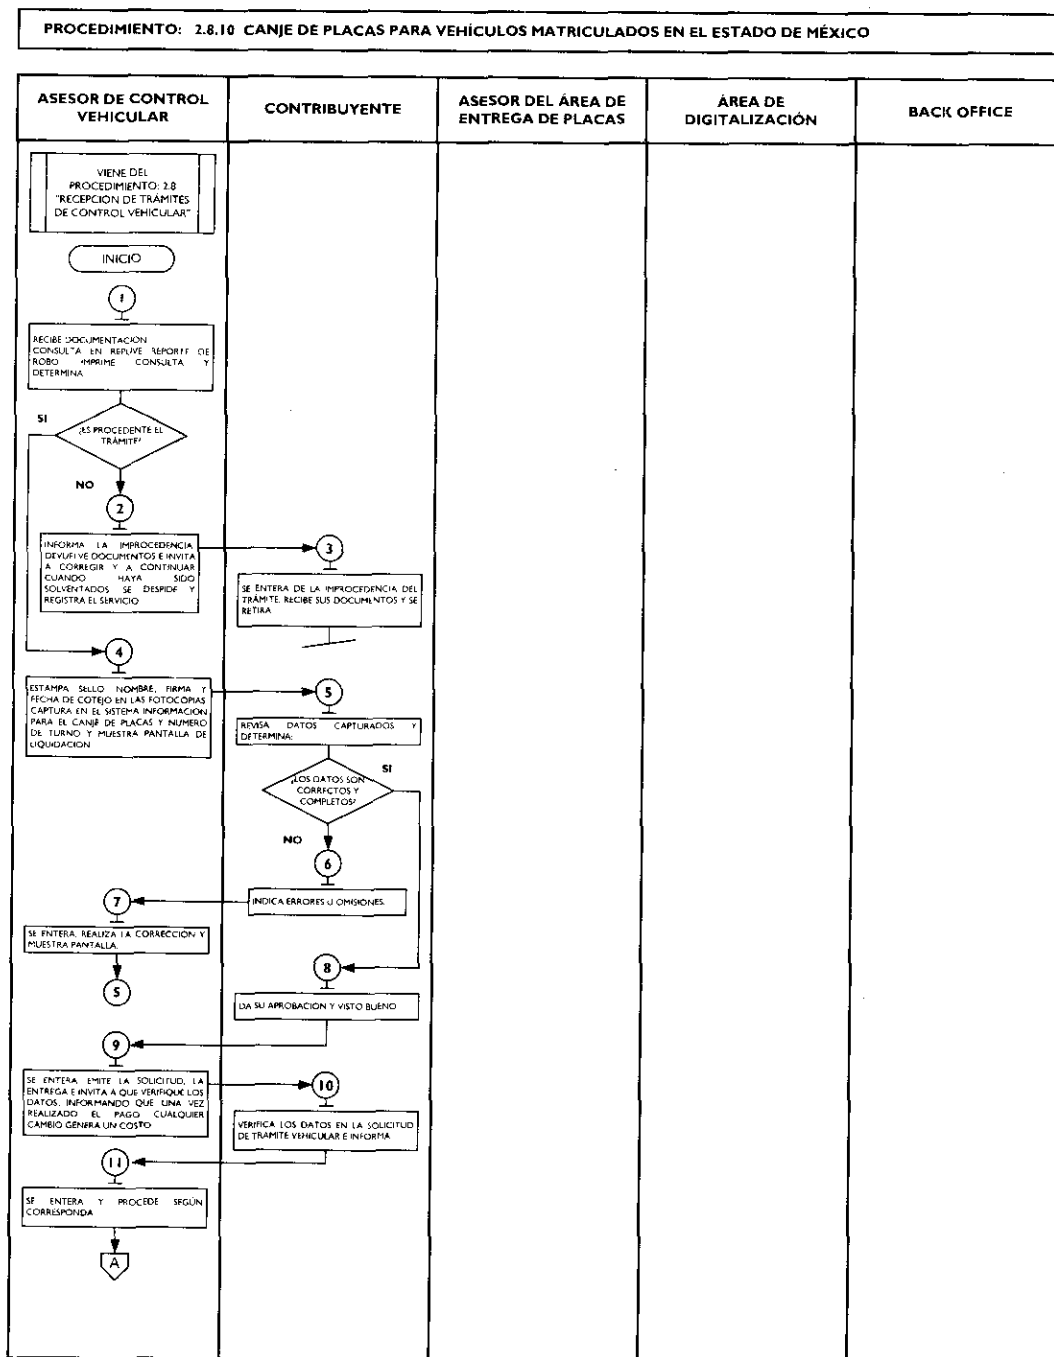 PROCEDIMIENTO: 2.8.10 CANJE DE PLACAS PARA VEHÍCULOS MATRICULADOS EN EL ESTADO DE MÉXICO
ASESOR DE CONTROL
VEHICULAR
CONTRIBUYENTE
ASESOR DEL ÁREA DE
ENTREGA DE PLACAS
ÁREA DE
DIGITALIZACIÓN
BACK OFFICE
VIENE DEL
PROCEDIMIENTO: 2.8
"RECEPCIÓN DE TRÁMITES
DE CONTROL VEHICULAR"
INICIO
1
RECIBE DOCUMENTACIÓN
CONSULTA EN REPUVE REPORTE DE
ROBO IMPRIME CONSULTA Y
DETERMINA
SI
¿ES PROCEDENTE EL
TRÁMITE?
NO
2
INFORMA LA IMPROCEDENCIA,
DEVUELVE DOCUMENTOS E INVITA
A CORREGIR Y A CONTINUAR
CUANDO HAYA SIDO
SOLVENTADOS SE DESPIDE Y
REGISTRA EL SERVICIO
3
SE ENTERA DE LA IMPROCEDENCIA DEL
TRÁMITE, RECIBE SUS DOCUMENTOS Y SE
RETIRA
4
ESTAMPA SELLO NOMBRE, FIRMA Y
FECHA DE COTEJO EN LAS FOTOCOPIAS
CAPTURA EN EL SISTEMA INFORMACION
PARA EL CANJE DE PLACAS Y NUMERO
DE TURNO Y MUESTRA PANTALLA DE
LIQUIDACION
5
REVISA DATOS CAPTURADOS Y
DETERMINA:
¿LOS DATOS SON
CORRECTOS Y
COMPLETOS?
SI
NO
6
INDICA ERRORES U OMISIONES.
7
SE ENTERA, REALIZA LA CORRECCIÓN Y
MUESTRA PANTALLA.
5
8
DA SU APROBACION Y VISTO BUENO
9
SE ENTERA, EMITE LA SOLICITUD, LA
ENTREGA E INVITA A QUE VERIFIQUE LOS
DATOS, INFORMANDO QUE UNA VEZ
REALIZADO EL PAGO CUALQUIER
CAMBIO GENERA UN COSTO
10
VERIFICA LOS DATOS EN LA SOLICITUD
DE TRAMITE VEHICULAR E INFORMA
11
SE ENTERA Y PROCEDE SEGÚN
CORRESPONDA
A